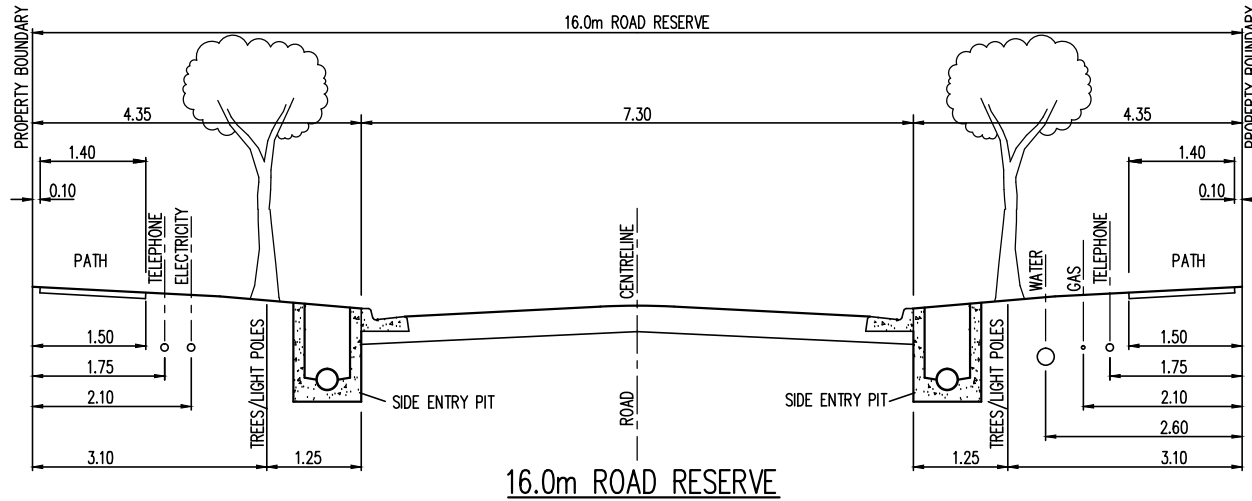 16.0m ROAD RESERVE
PROPERTY BOUNDARY
PROPERTY BOUNDARY
4.35
7.30
4.35
1.40
1.40
0.10
0.10
PATH
TELEPHONE
ELECTRICITY
CENTRELINE
WATER
GAS
TELEPHONE
PATH
1.50
1.50
1.75
1.75
2.10
TREES/LIGHT POLES
SIDE ENTRY PIT
ROAD
SIDE ENTRY PIT
TREES/LIGHT POLES
2.10
2.60
3.10
1.25
1.25
3.10
16.0m ROAD RESERVE